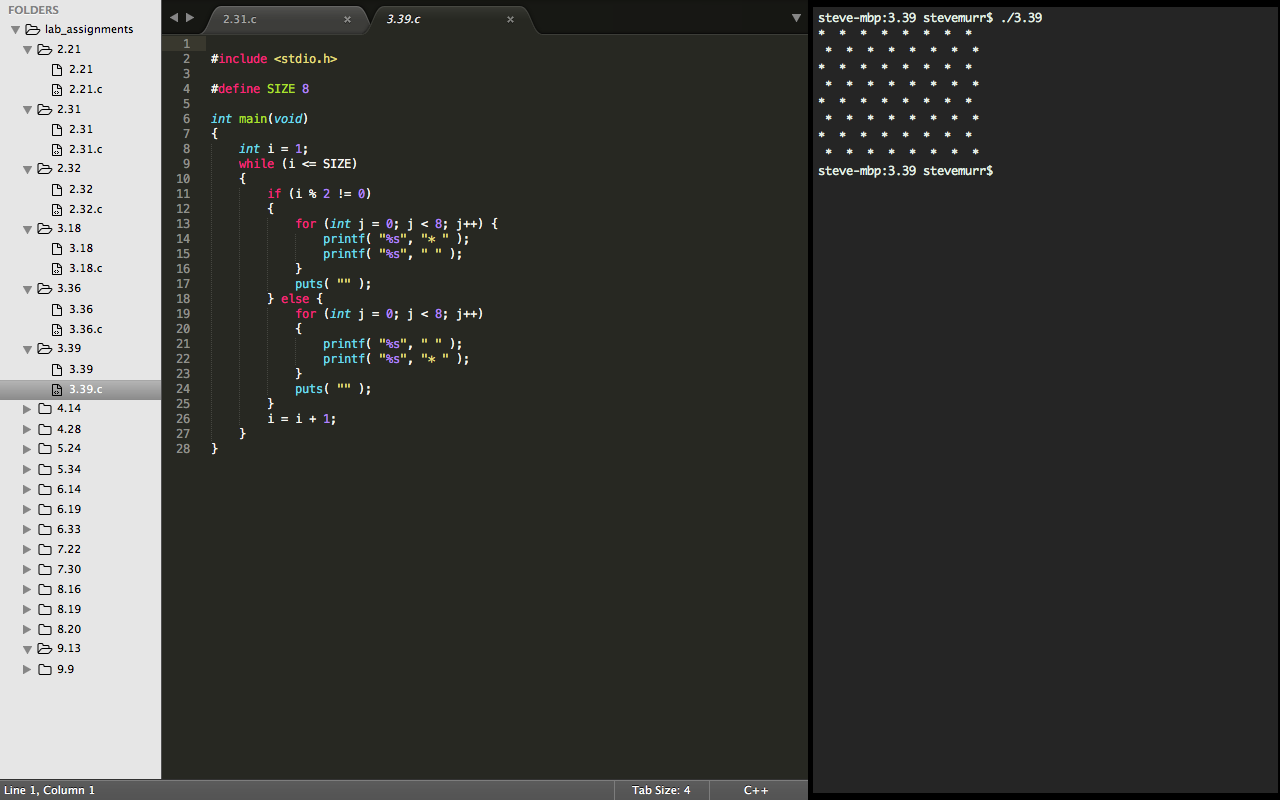 FOLDERS
lab_assignments
2.21
2.21
2.21.c
2.31
2.31
2.31.c
2.32
2.32
2.32.c
3.18
3.18
3.18.c
3.36
3.36
3.36.c
3.39
3.39
3.39.c
4.14
4.28
5.24
5.34
6.14
6.19
6.33
7.22
7.30
8.16
8.19
8.20
9.13
9.9
2.31.c ×
3.39.c ×
1
2 #include <stdio.h>
3
4 #define SIZE 8
5
6 int main(void)
7 {
8     int i = 1;
9     while (i <= SIZE)
10     {
11         if (i % 2 != 0)
12         {
13             for (int j = 0; j < 8; j++) {
14                 printf( "%s", "* " );
15                 printf( "%s", " " );
16             }
17             puts( "" );
18         } else {
19             for (int j = 0; j < 8; j++)
20             {
21                 printf( "%s", " " );
22                 printf( "%s", "* " );
23             }
24             puts( "" );
25         }
26         i = i + 1;
27     }
28 }
steve-mbp:3.39 stevemurr$ ./3.39
*  *  *  *  *  *  *  *
 *  *  *  *  *  *  *  *
*  *  *  *  *  *  *  *
 *  *  *  *  *  *  *  *
*  *  *  *  *  *  *  *
 *  *  *  *  *  *  *  *
*  *  *  *  *  *  *  *
 *  *  *  *  *  *  *  *
steve-mbp:3.39 stevemurr$
Line 1, Column 1
Tab Size: 4
C++